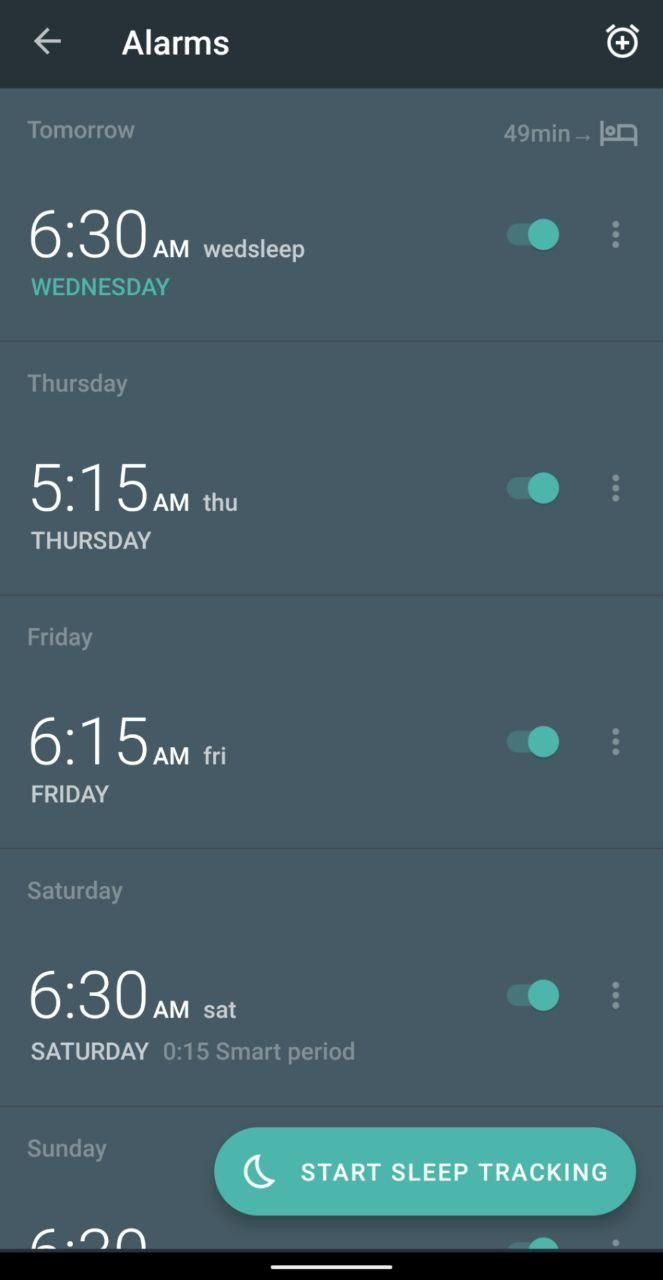 Alarms
Tomorrow 49min→
6:30 AM wedsleep
WEDNESDAY
Thursday
5:15 AM thu
THURSDAY
Friday
6:15 AM fri
FRIDAY
Saturday
6:30 AM sat
SATURDAY 0:15 Smart period
Sunday
START SLEEP TRACKING